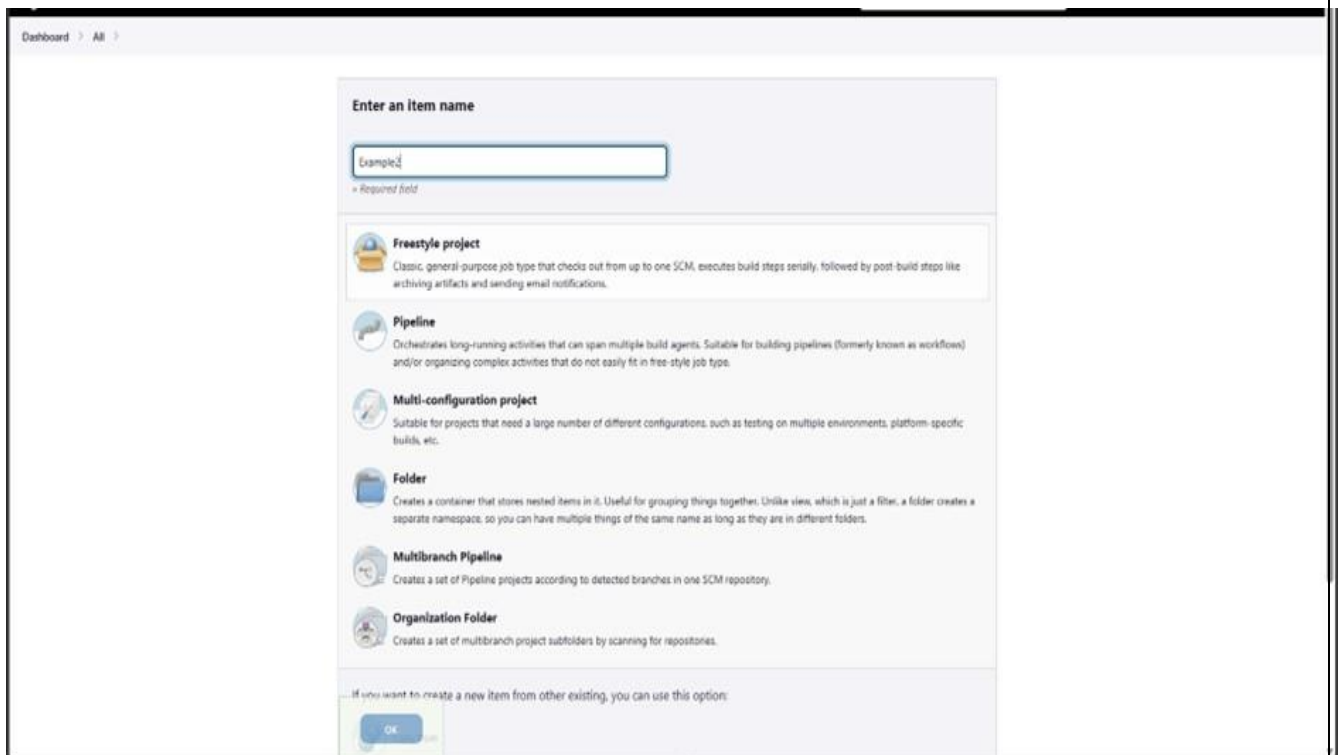 Dashboard > All >
Enter an item name
Example2
» Required field
Freestyle project
Classic, general-purpose job type that checks out from up to one SCM, executes build steps serially, followed by post-build steps like
archiving artifacts and sending email notifications.
Pipeline
Orchestrates long-running activities that can span multiple build agents. Suitable for building pipelines (formerly known as workflows)
and/or organizing complex activities that do not easily fit in free-style job type.
Multi-configuration project
Suitable for projects that need a large number of different configurations, such as testing on multiple environments, platform-specific
builds, etc.
Folder
Creates a container that stores nested items in it. Useful for grouping things together. Unlike view, which is just a filter, a folder creates a
separate namespace, so you can have multiple things of the same name as long as they are in different folders.
Multibranch Pipeline
Creates a set of Pipeline projects according to detected branches in one SCM repository.
Organization Folder
Creates a set of multibranch project subfolders by scanning for repositories.
If you want to create a new item from other existing, you can use this option:
OK